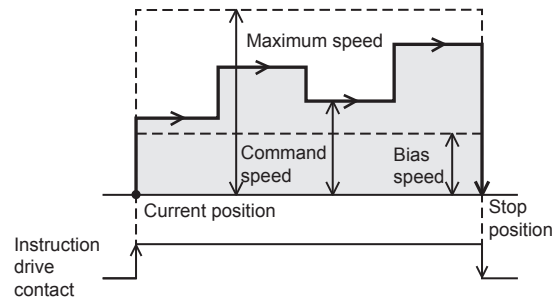 Maximum speed
Command
speed
Bias
speed
Current position
Stop
position
Instruction
drive
contact